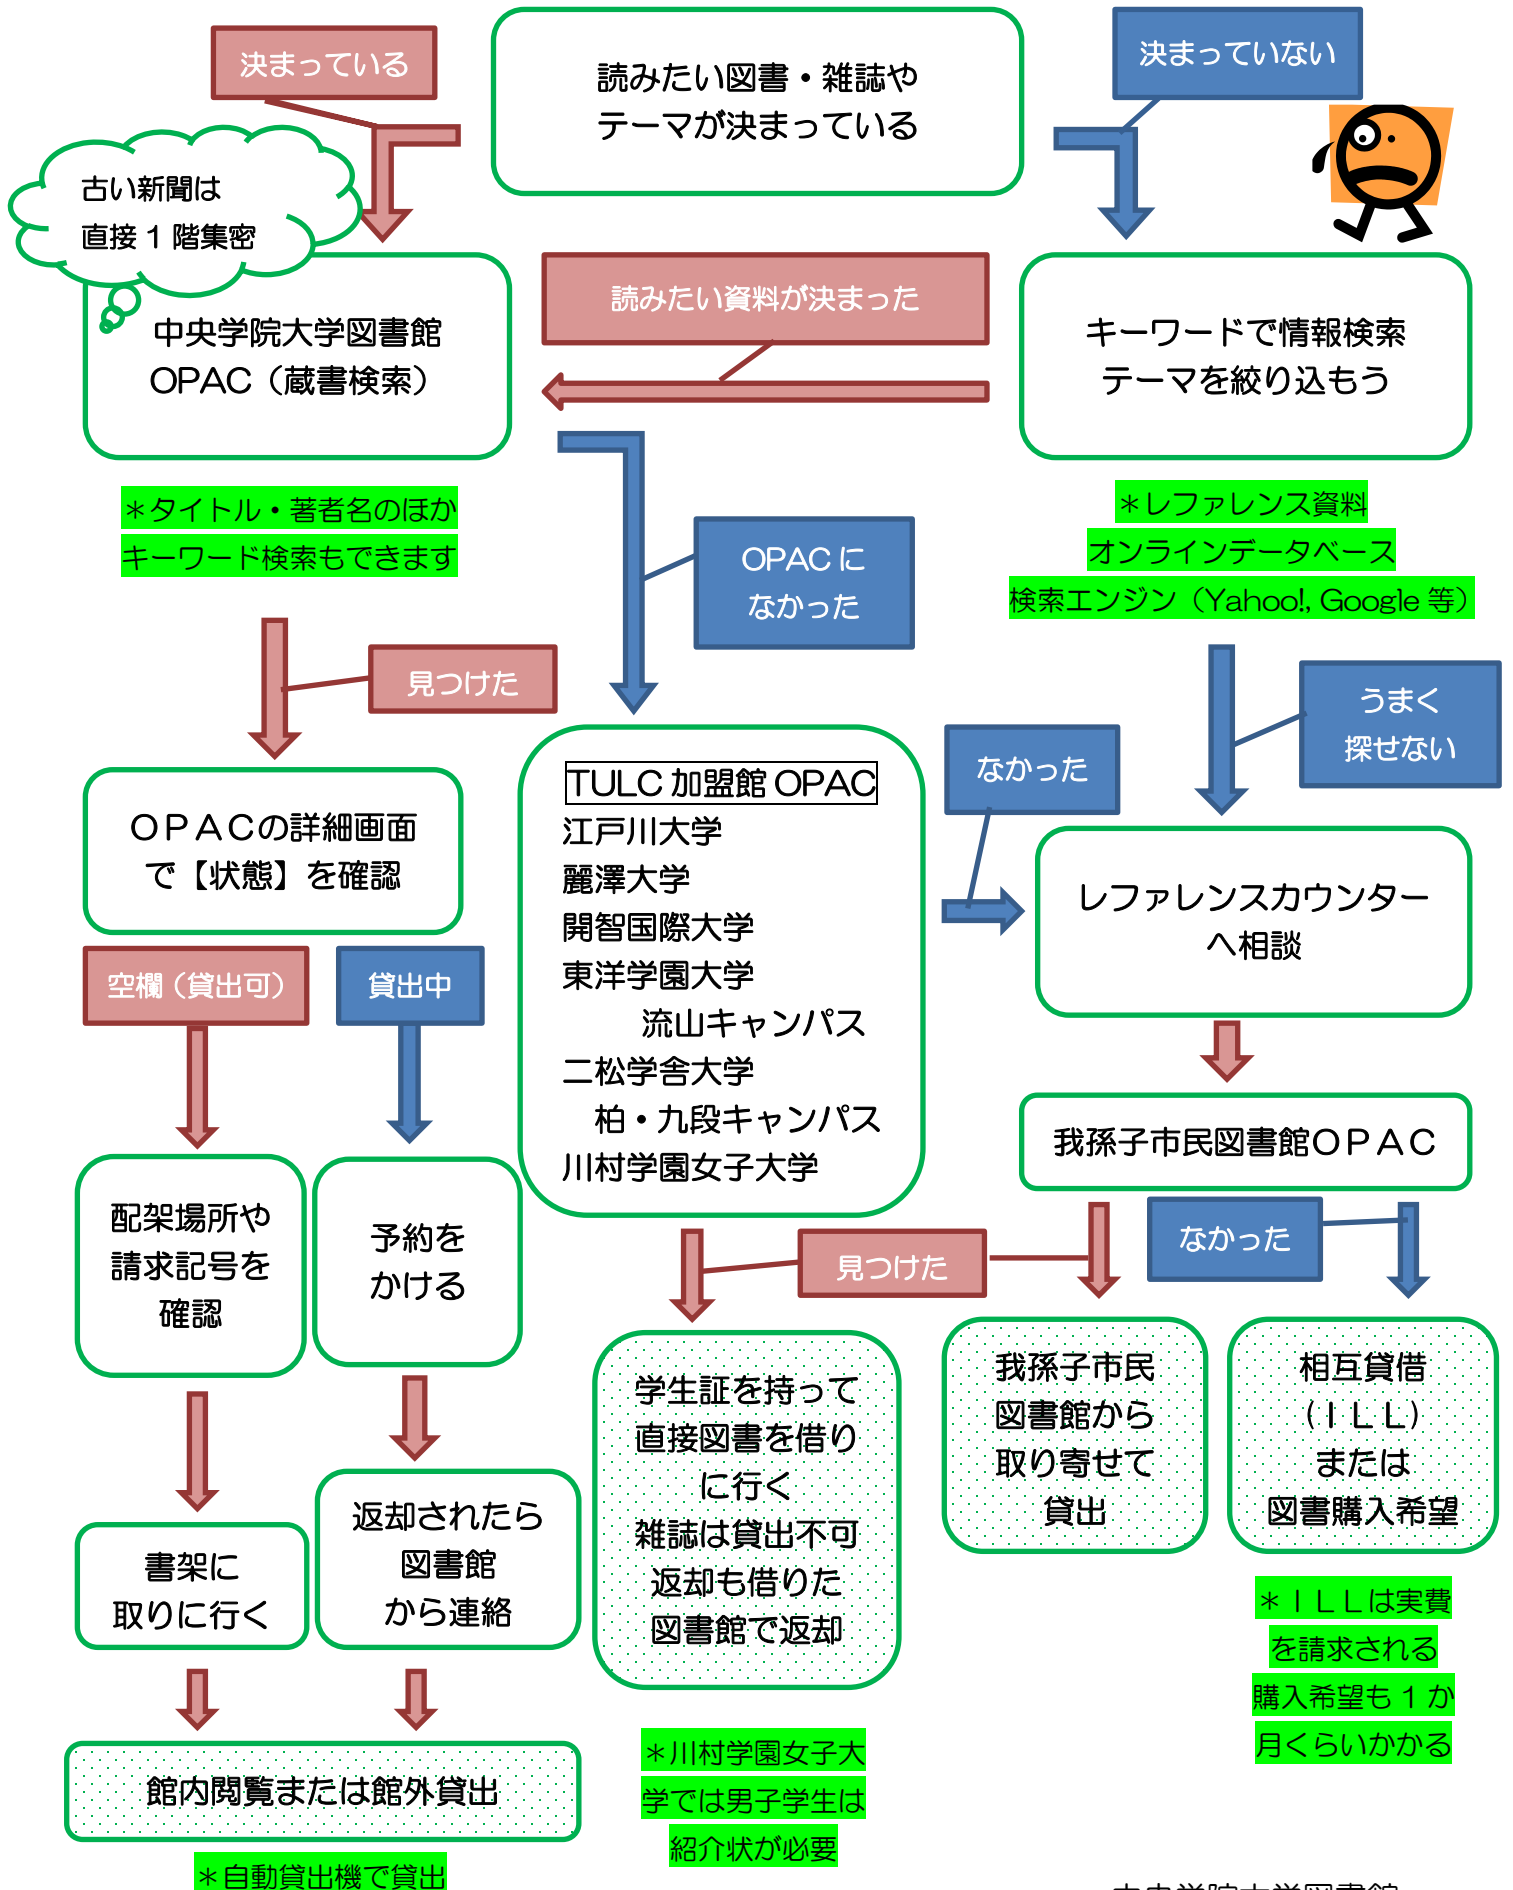 決まっている
読みたい図書・雑誌や
テーマが決まっている
決まっていない
古い新聞は
直接１階集密
中央学院大学図書館
OPAC（蔵書検索）
読みたい資料が決まった
キーワードで情報検索
テーマを絞り込もう
＊タイトル・著者名のほか
キーワード検索もできます
OPACに
なかった
＊レファレンス資料
オンラインデータベース
検索エンジン（Yahoo!, Google等）
見つけた
うまく
探せない
なかった
ＯＰＡＣの詳細画面
で【状態】を確認
TULC加盟館OPAC
江戸川大学
麗澤大学
開智国際大学
東洋学園大学
流山キャンパス
二松学舎大学
柏・九段キャンパス
川村学園女子大学
レファレンスカウンター
へ相談
空欄（貸出可）
貸出中
我孫子市民図書館ＯＰＡＣ
配架場所や
請求記号を
確認
予約を
かける
見つけた
なかった
学生証を持って
直接図書を借り
に行く
雑誌は貸出不可
返却も借りた
図書館で返却
我孫子市民
図書館から
取り寄せて
貸出
相互貸借
（ＩＬＬ）
または
図書購入希望
書架に
取りに行く
返却されたら
図書館
から連絡
＊ＩＬＬは実費
を請求される
購入希望も１か
月くらいかかる
館内閲覧または館外貸出
＊川村学園女子大
学では男子学生は
紹介状が必要
＊自動貸出機で貸出
中央学院大学図書館